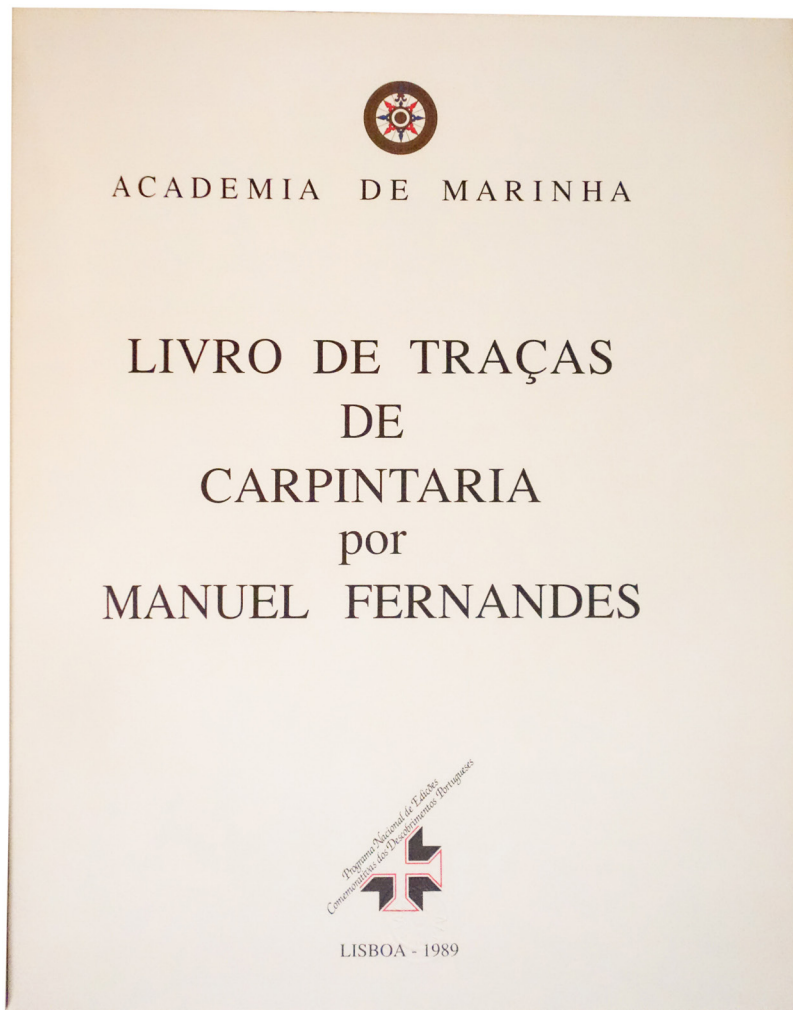 ACADEMIA DE MARINHA
LIVRO DE TRAÇAS
DE
CARPINTARIA
por
MANUEL FERNANDES
Programa Nacional de Edições
Comemorativas dos Descobrimentos Portugueses
LISBOA - 1989